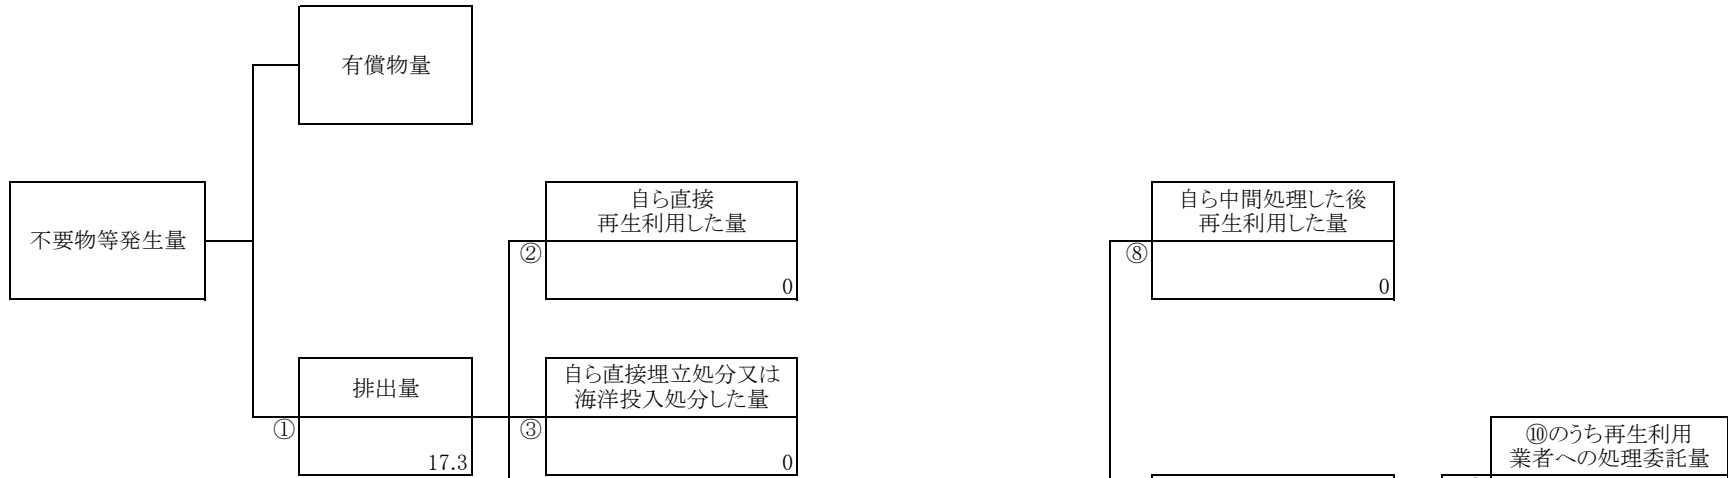 有償物量
不要物等発生量
自ら直接
再生利用した量
②
0
自ら中間処理した後
再生利用した量
⑧
0
排出量
①
17.3
自ら直接埋立処分又は
海洋投入処分した量
③
0
⑩のうち再生利用
業者への処理委託量